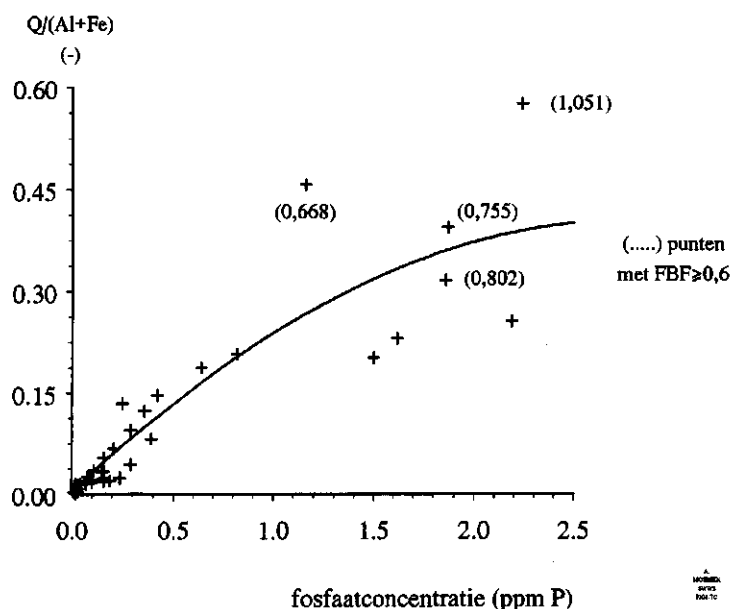 Q/(Al+Fe)
(-)
0.60
(1,051)
0.45
(0,668)
(0,755)
(.....) punten
met FBF≥0,6
0.30
(0,802)
0.15
0.00
0.0 0.5 1.0 1.5 2.0 2.5
fosfaatconcentratie (ppm P)